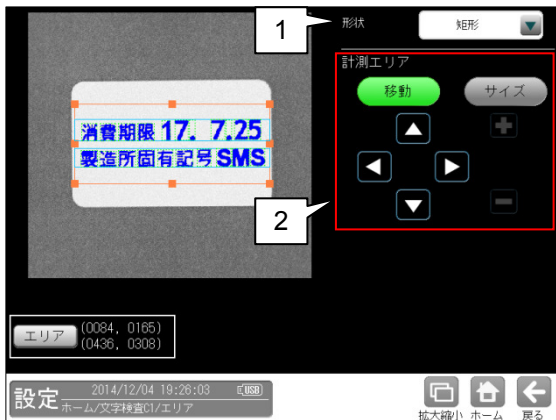 1
形状 矩形
計測エリア
移動 サイズ
消費期限 17. 7.25
製造所固有記号 SMS
2
エリア (0084, 0165)
(0436, 0308)
設定 2014/12/04 19:26:03 USB
ホーム/文字検査C1/エリア
拡大縮小 ホーム 戻る